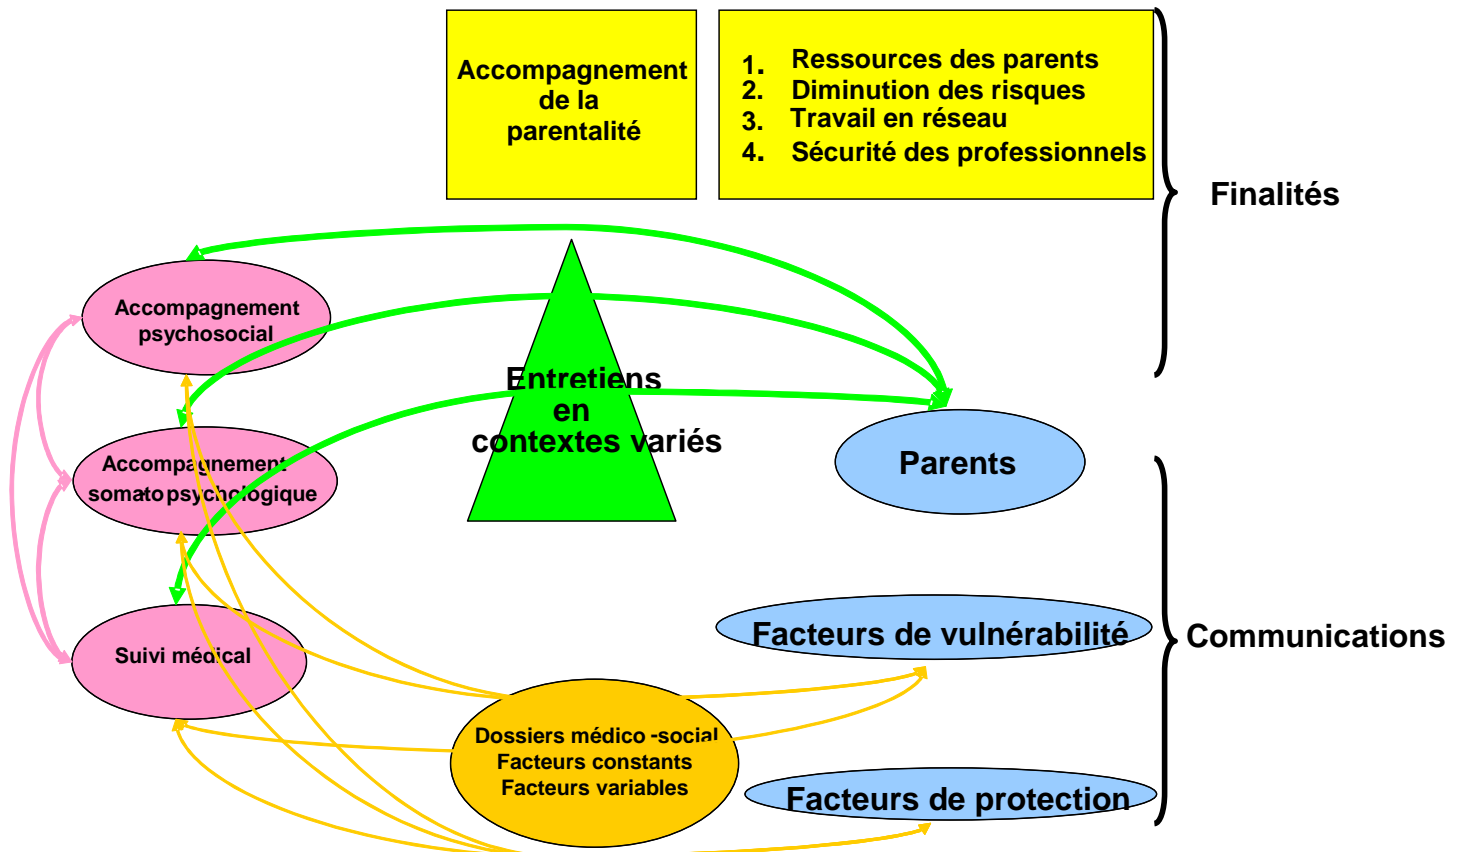 Accompagnement
de la
parentalité
1. Ressources des parents
2. Diminution des risques
3. Travail en réseau
4. Sécurité des professionnels
Finalités
Accompagnement
psychosocial
Entretiens
en
contextes variés
Accompagnement
somato psychologique
Parents
Suivi médical
Facteurs de vulnérabilité
Communications
Dossiers médico -social
Facteurs constants
Facteurs variables
Facteurs de protection